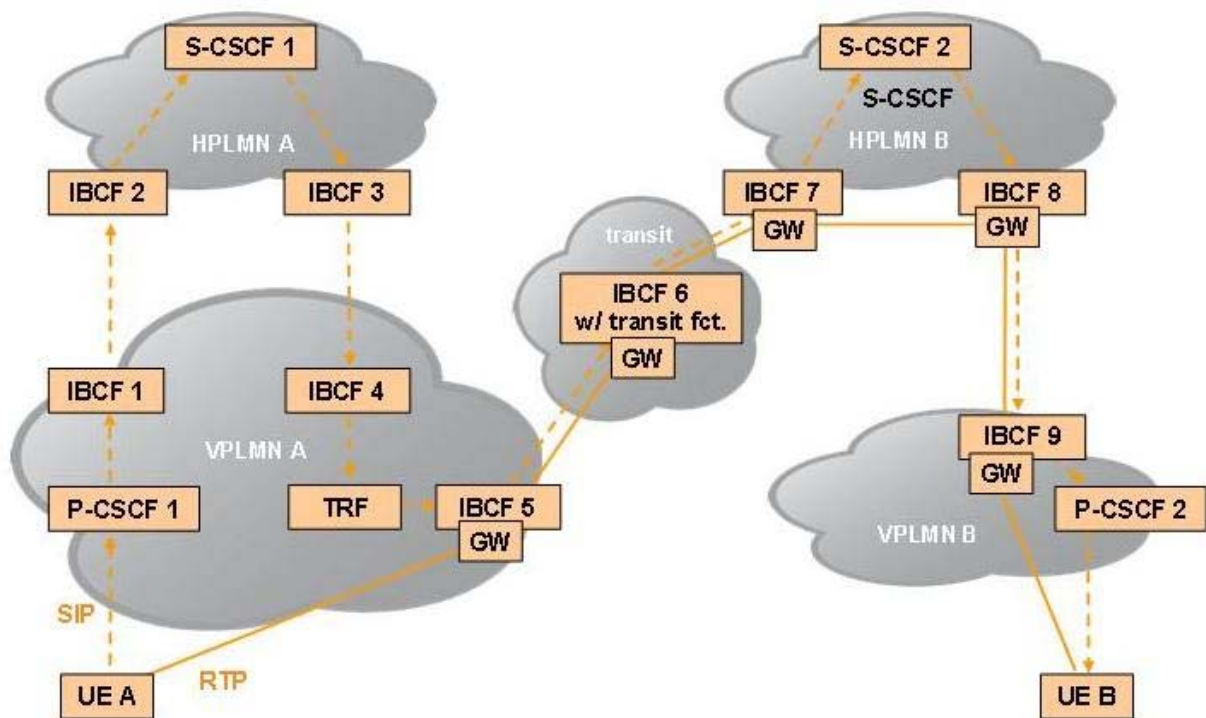 S-CSCF 1
S-CSCF 2
S-CSCF
HPLMN A
HPLMN B
IBCF 2
IBCF 3
IBCF 7
IBCF 8
GW
GW
transit
IBCF 6
w/ transit fct.
GW
IBCF 1
IBCF 4
VPLMN A
IBCF 9
GW
P-CSCF 1
TRF
IBCF 5
GW
P-CSCF 2
VPLMN B
SIP
RTP
UE A
UE B